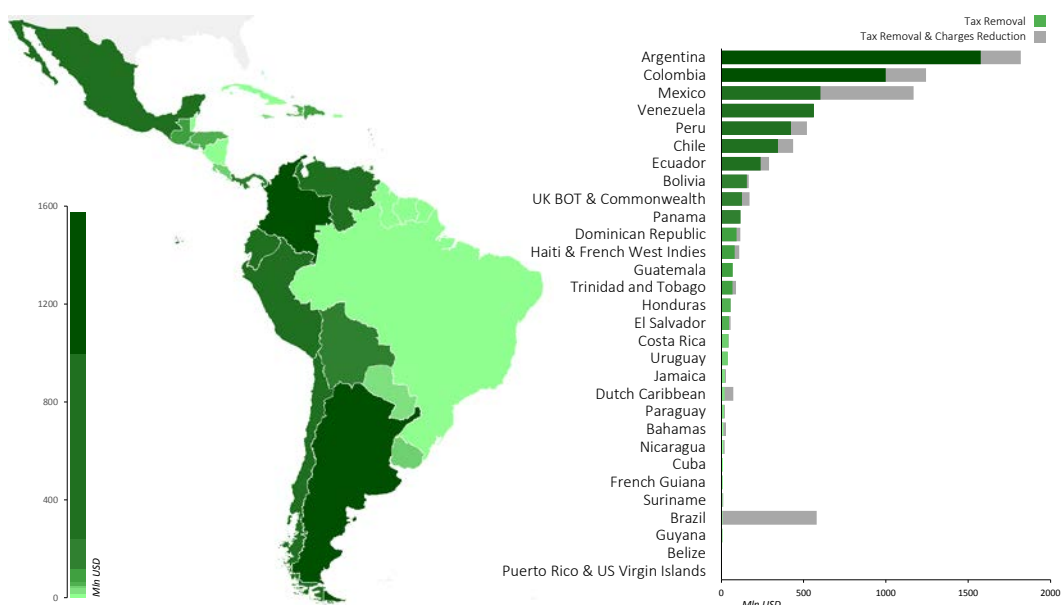 Tax Removal
Tax Removal & Charges Reduction
Argentina
Colombia
Mexico
Venezuela
Peru
Chile
Ecuador
Bolivia
UK BOT & Commonwealth
Panama
Dominican Republic
Haiti & French West Indies
Guatemala
Trinidad and Tobago
Honduras
El Salvador
Costa Rica
Uruguay
Jamaica
Dutch Caribbean
Paraguay
Bahamas
Nicaragua
Cuba
French Guiana
Suriname
Brazil
Guyana
Belize
Puerto Rico & US Virgin Islands
0 500 1000 1500 2000
Mln USD
1600
1200
800
400
0
Mln USD